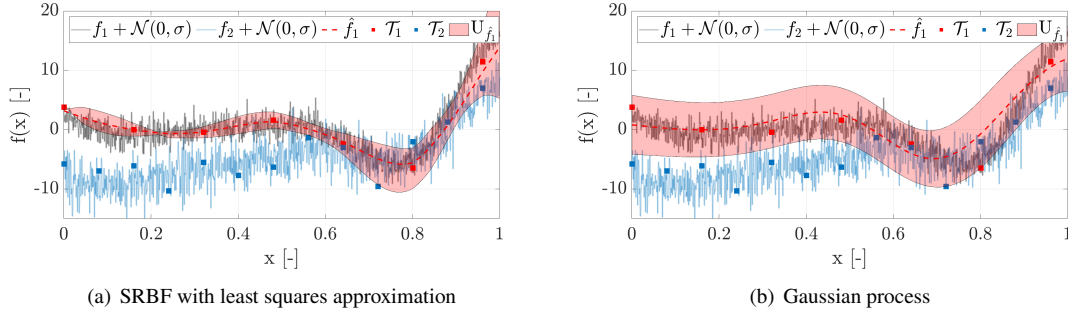 20
f₁ + 𝒩(0, σ) f₂ + 𝒩(0, σ) f̂₁ 𝒯₁ 𝒯₂ U_f̂₁
10
0
-10
f(x) [-]
0 0.2 0.4 0.6 0.8 1
x [-]
(a) SRBF with least squares approximation
20
f₁ + 𝒩(0, σ) f₂ + 𝒩(0, σ) f̂₁ 𝒯₁ 𝒯₂ U_f̂₁
10
0
-10
f(x) [-]
0 0.2 0.4 0.6 0.8 1
x [-]
(b) Gaussian process